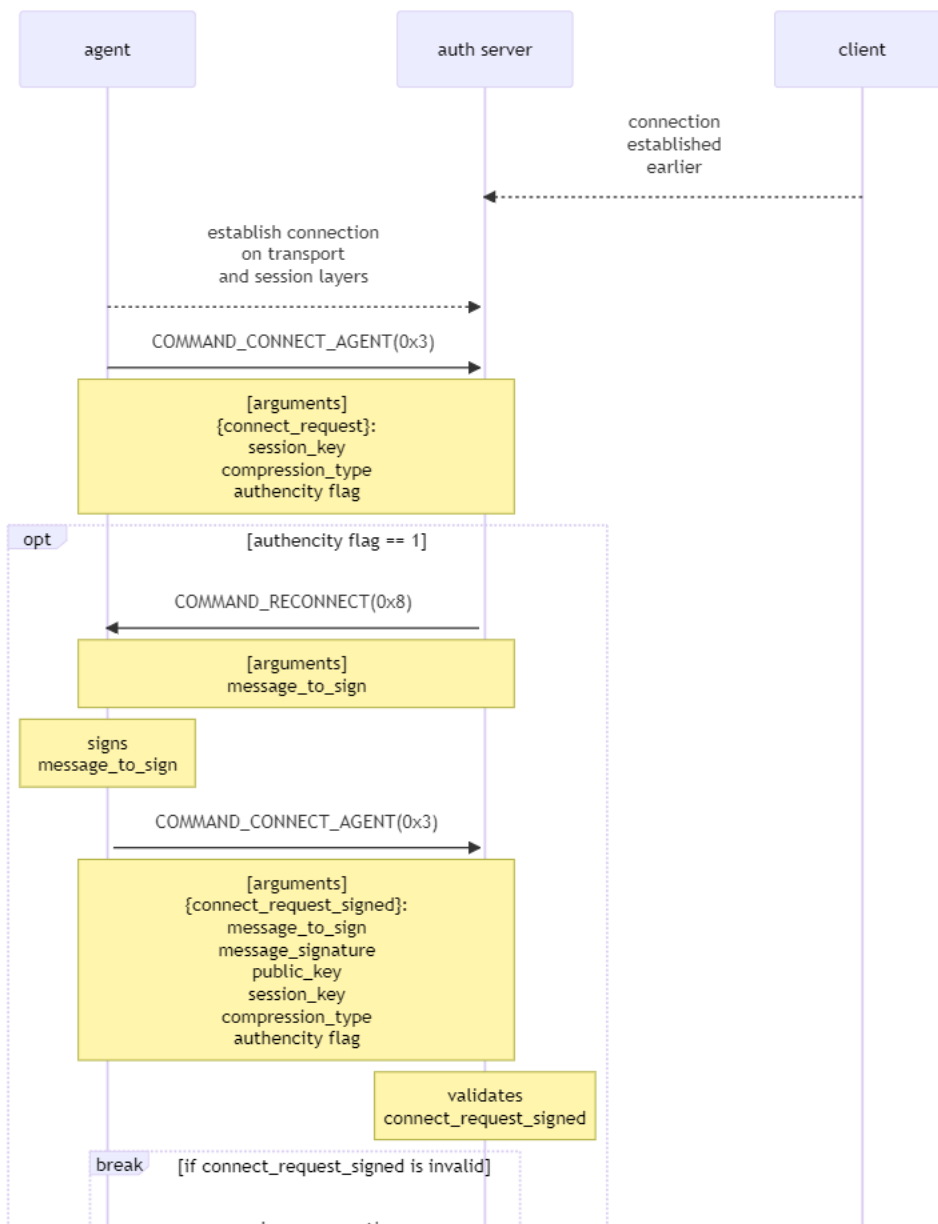 agent
auth server
client
connection
established
earlier
establish connection
on transport
and session layers
COMMAND_CONNECT_AGENT(0x3)
[arguments]
{connect_request}:
session_key
compression_type
authencity flag
opt
[authencity flag == 1]
COMMAND_RECONNECT(0x8)
[arguments]
message_to_sign
signs
message_to_sign
COMMAND_CONNECT_AGENT(0x3)
[arguments]
{connect_request_signed}:
message_to_sign
message_signature
public_key
session_key
compression_type
authencity flag
validates
connect_request_signed
break
[if connect_request_signed is invalid]